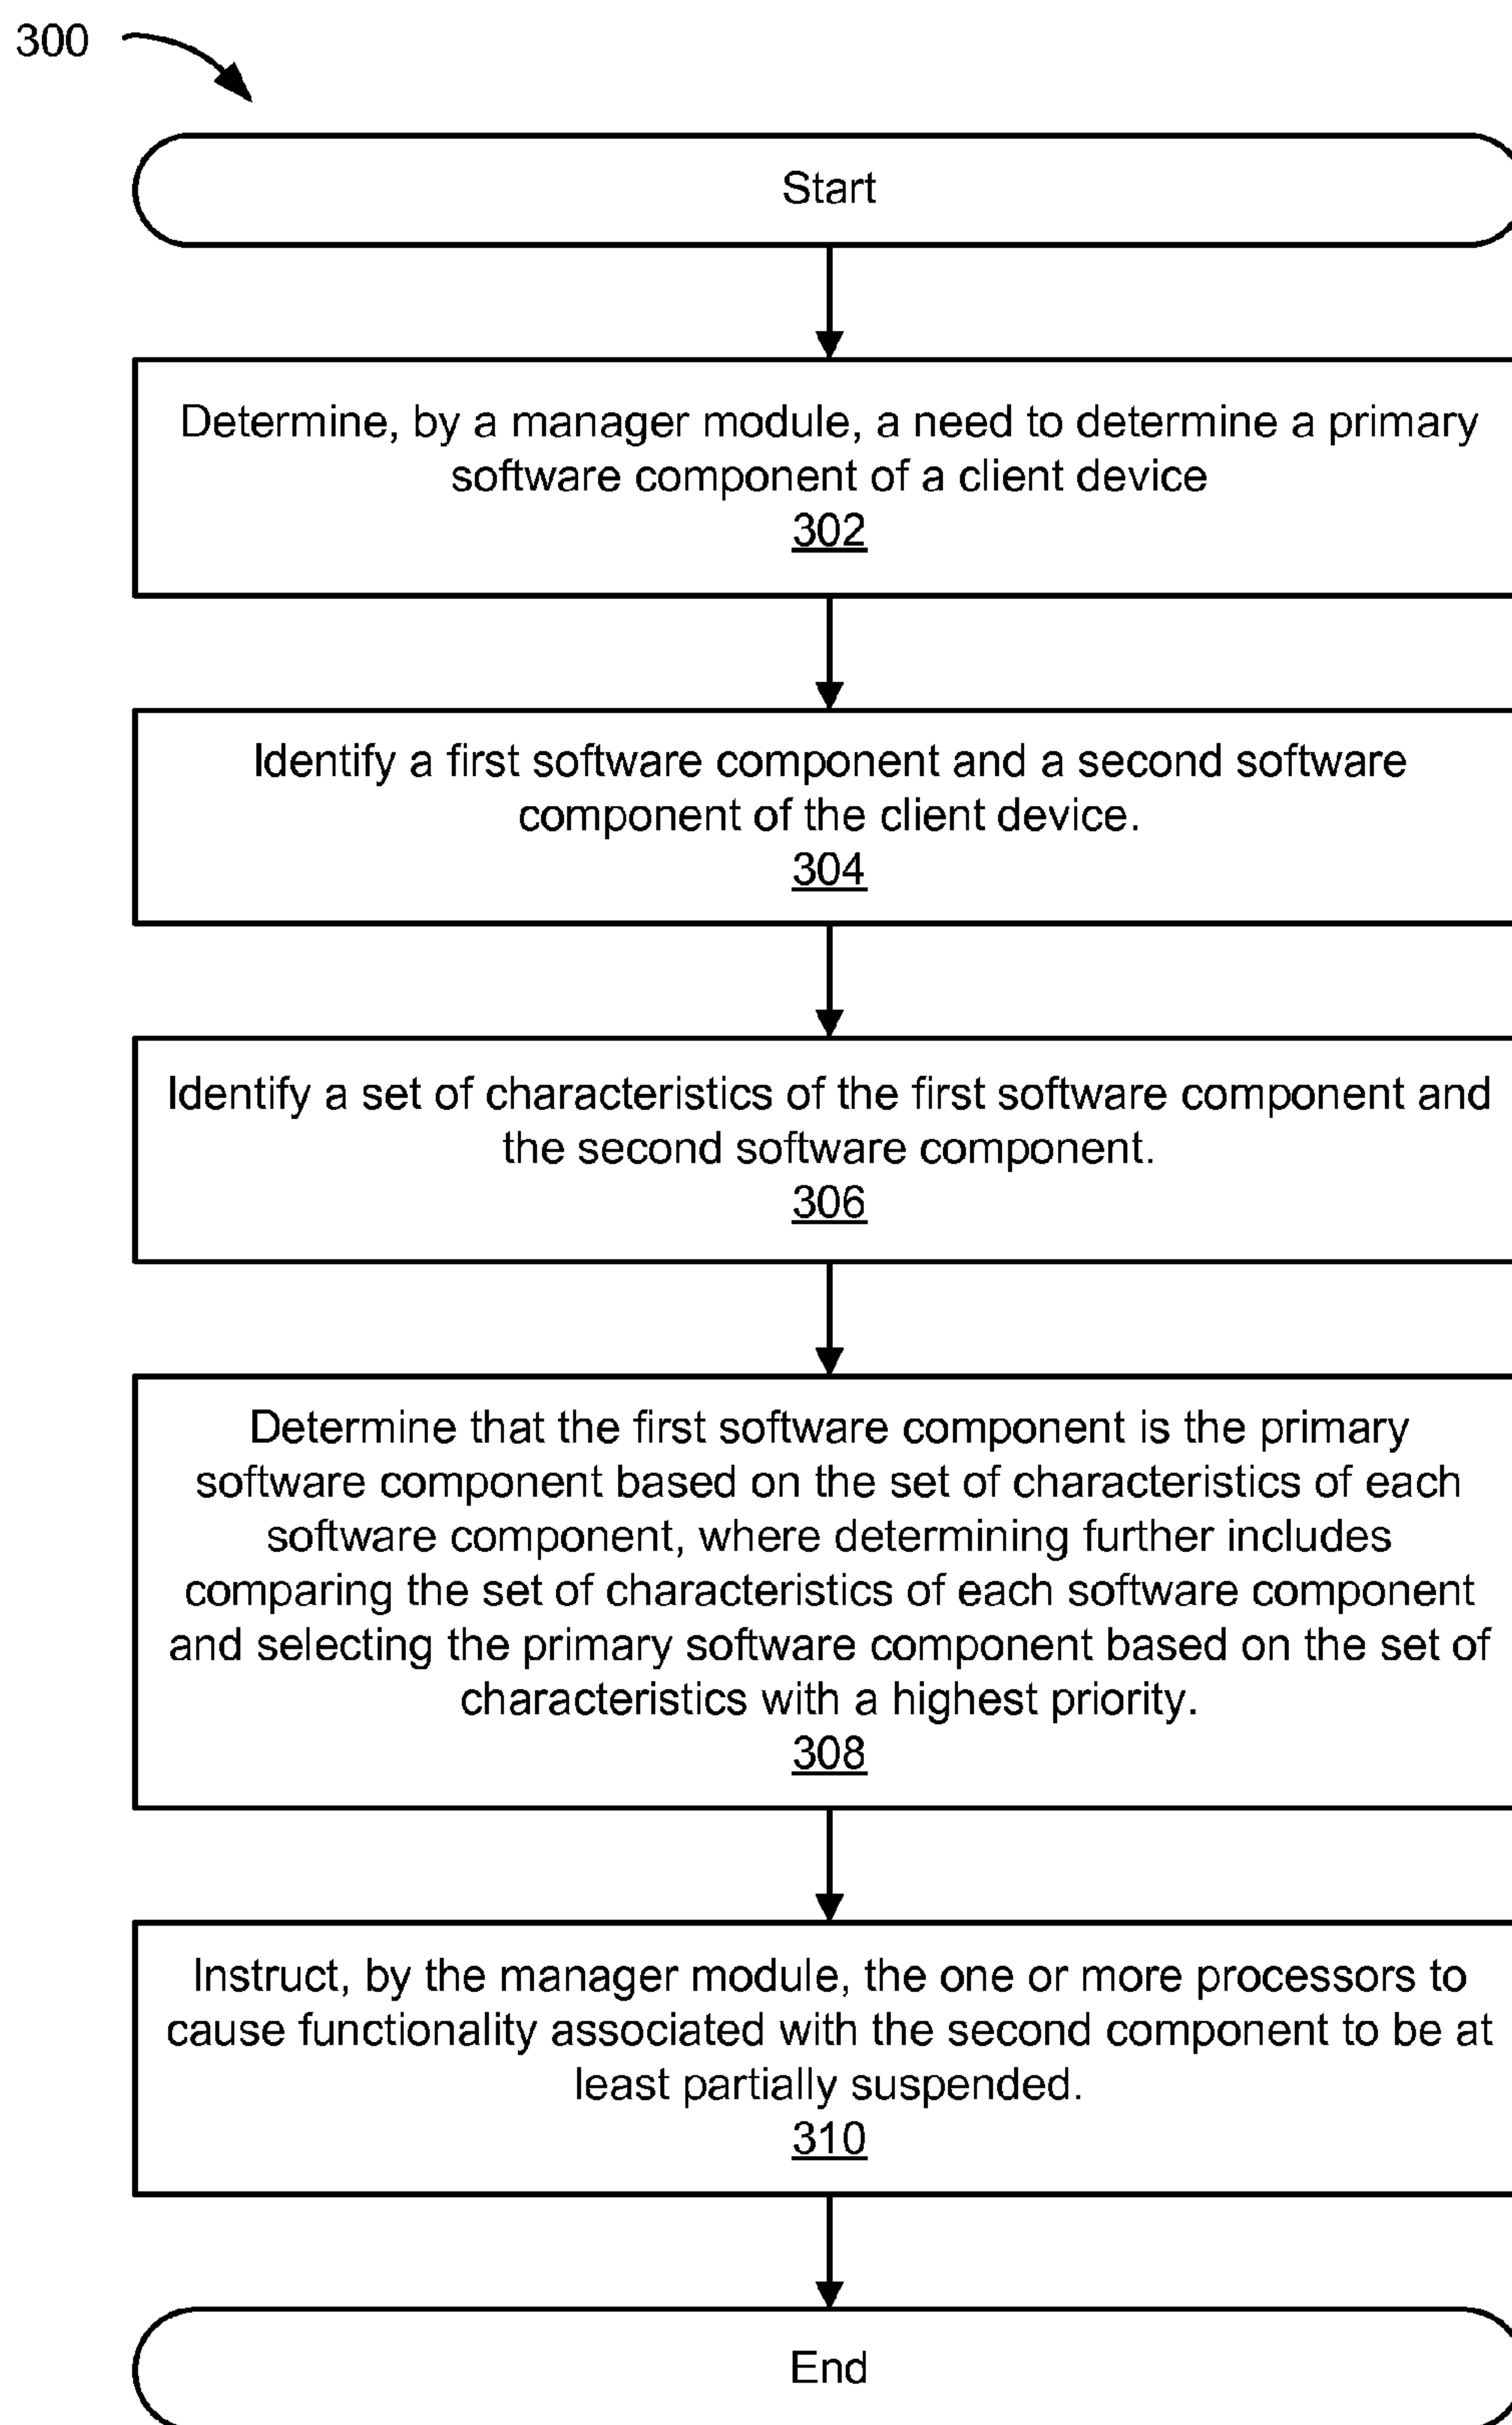 300
Start
Determine, by a manager module, a need to determine a primary
software component of a client device
302
Identify a first software component and a second software
component of the client device.
304
Identify a set of characteristics of the first software component and
the second software component.
306
Determine that the first software component is the primary
software component based on the set of characteristics of each
software component, where determining further includes
comparing the set of characteristics of each software component
and selecting the primary software component based on the set of
characteristics with a highest priority.
308
Instruct, by the manager module, the one or more processors to
cause functionality associated with the second component to be at
least partially suspended.
310
End